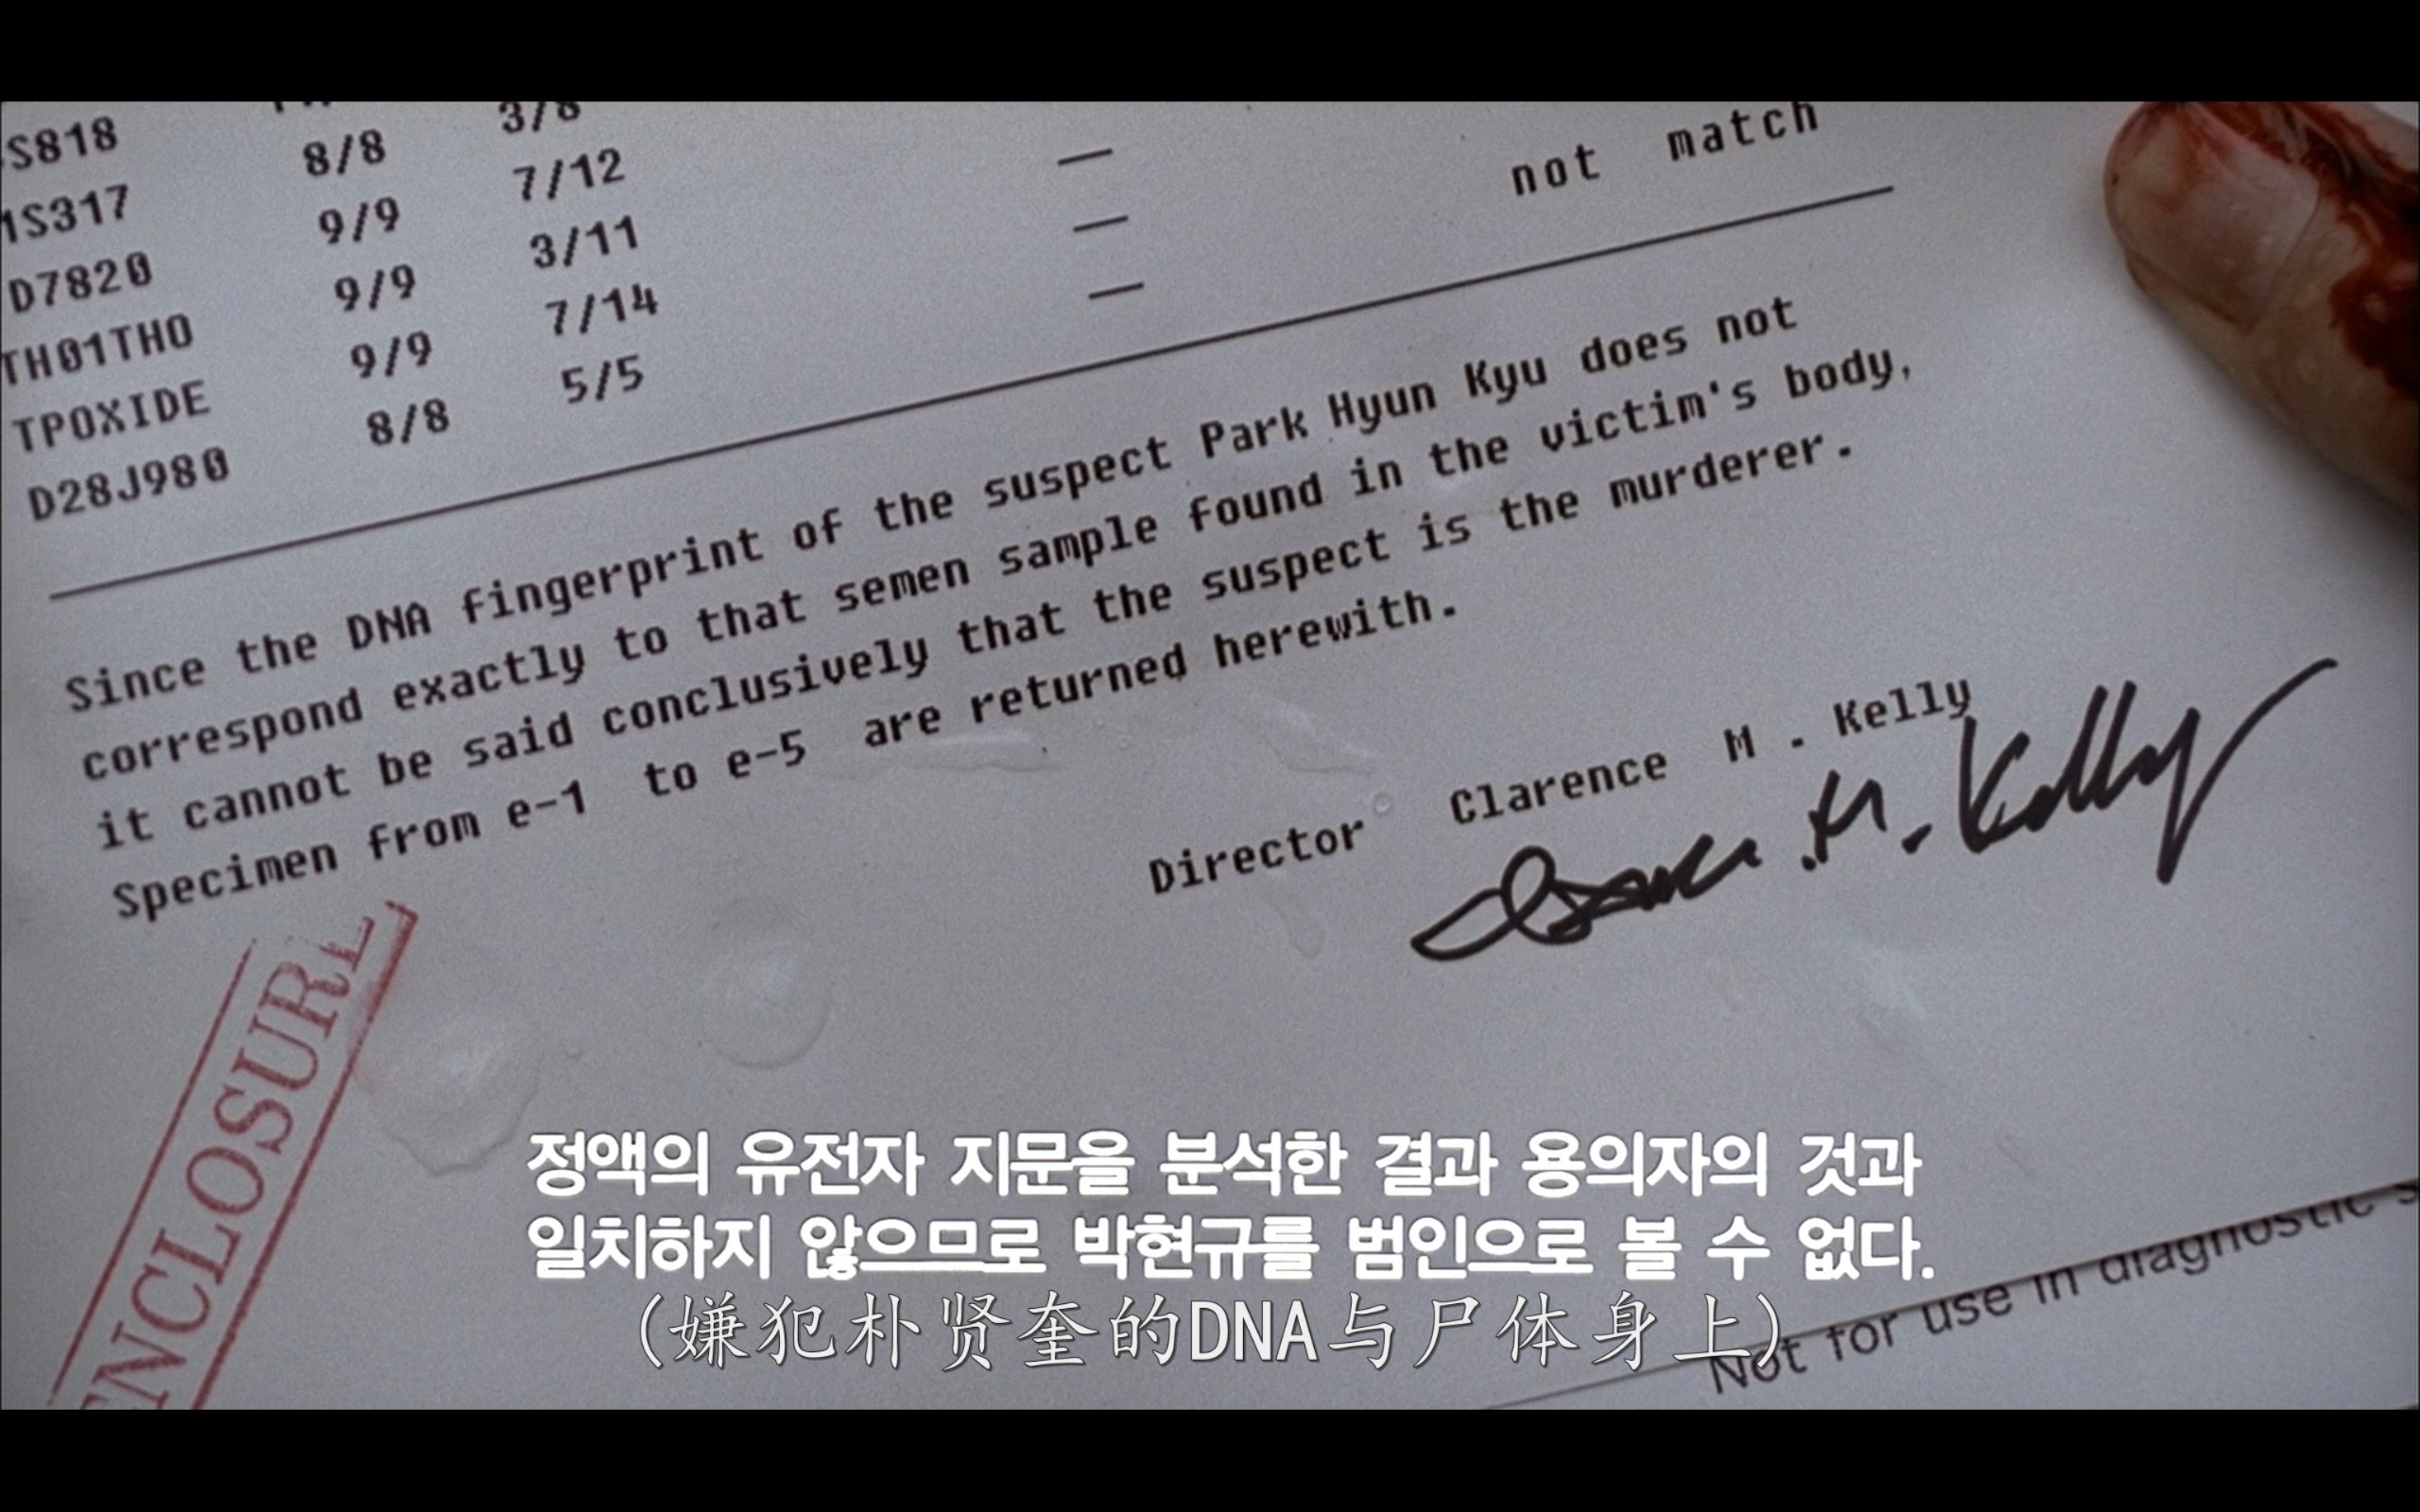 S818 8/8 3/8
1S317 9/9 7/12 — not match
D7820 9/9 3/11 —
TH01THO 9/9 7/14 —
TPOXIDE 8/8 5/5
D28J980
Since the DNA fingerprint of the suspect Park Hyun Kyu does not
correspond exactly to that semen sample found in the victim's body,
it cannot be said conclusively that the suspect is the murderer.
Specimen from e-1 to e-5 are returned herewith.
Director Clarence M . Kelly
M. Kelly
ENCLOSURE
정액의 유전자 지문을 분석한 결과 용의자의 것과
일치하지 않으므로 박현규를 범인으로 볼 수 없다.
(嫌犯朴贤奎的DNA与尸体身上)
Not for use in diagnostic